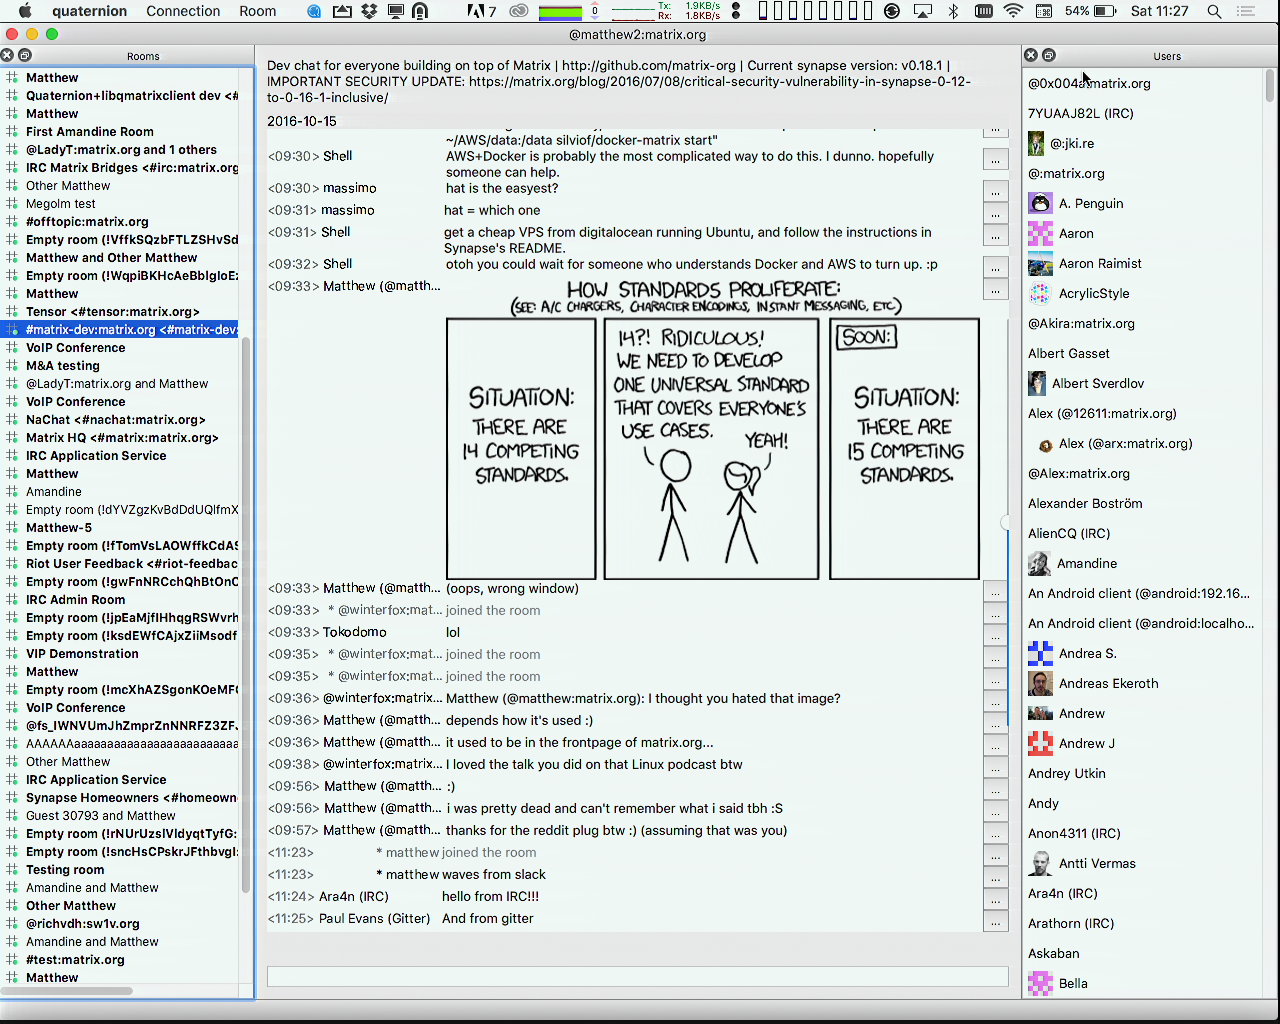 quaternion Connection Room 7 0 Tx: 1.9KB/s Rx: 1.8KB/s 54% Sat 11:27
@matthew2:matrix.org
Rooms
Matthew
Quaternion+libqmatrixclient dev <#
Matthew
First Amandine Room
@LadyT:matrix.org and 1 others
IRC Matrix Bridges <#irc:matrix.org
Other Matthew
Megolm test
#offtopic:matrix.org
Empty room (!VffkSQzbFTLZSHvSd
Matthew and Other Matthew
Empty room (!WqpiBKHcAeBblgIoE:
Matthew
Tensor <#tensor:matrix.org>
#matrix-dev:matrix.org <#matrix-dev:
VoIP Conference
M&A testing
@LadyT:matrix.org and Matthew
VoIP Conference
NaChat <#nachat:matrix.org>
Matrix HQ <#matrix:matrix.org>
IRC Application Service
Matthew
Amandine
Empty room (!dYVZgzKvBdDdUQlfmX
Matthew-5
Empty room (!fTomVsLAOWffkCdAS
Riot User Feedback <#riot-feedbac
Empty room (!gwFnNRCchQhBtOnC
IRC Admin Room
Empty room (!jpEaMjfIHhqgRSWvrh
Empty room (!ksdEWfCAjxZiiMsodf
VIP Demonstration
Matthew
Empty room (!mcXhAZSgonKOeMF
VoIP Conference
@fs_IWNVUmJhZmprZnNNRFZ3ZFJ
AAAAAAaaaaaaaaaaaaaaaaaaaaaaaa
Other Matthew
IRC Application Service
Synapse Homeowners <#homeown
Guest 30793 and Matthew
Empty room (!rNUrUzslVldyqtTyfG:
Empty room (!sncHsCPskrJFthbvgl:
Testing room
Amandine and Matthew
Other Matthew
@richvdh:sw1v.org
Amandine and Matthew
#test:matrix.org
Matthew
Dev chat for everyone building on top of Matrix | http://github.com/matrix-org | Current synapse version: v0.18.1 |
IMPORTANT SECURITY UPDATE: https://matrix.org/blog/2016/07/08/critical-security-vulnerability-in-synapse-0-12-
to-0-16-1-inclusive/
2016-10-15
~/AWS/data:/data silviof/docker-matrix start"
<09:30> Shell AWS+Docker is probably the most complicated way to do this. I dunno. hopefully
someone can help.
<09:30> massimo hat is the easyest?
<09:31> massimo hat = which one
<09:31> Shell get a cheap VPS from digitalocean running Ubuntu, and follow the instructions in
Synapse's README.
<09:32> Shell otoh you could wait for someone who understands Docker and AWS to turn up. :p
<09:33> Matthew (@matth...
HOW STANDARDS PROLIFERATE:
(SEE: A/C CHARGERS, CHARACTER ENCODINGS, INSTANT MESSAGING, ETC.)
SITUATION:
THERE ARE
14 COMPETING
STANDARDS.
14?! RIDICULOUS!
WE NEED TO DEVELOP
ONE UNIVERSAL STANDARD
THAT COVERS EVERYONE'S
USE CASES.
YEAH!
SOON:
SITUATION:
THERE ARE
15 COMPETING
STANDARDS.
<09:33> Matthew (@matth... (oops, wrong window)
<09:33> * @winterfox:mat... joined the room
<09:33> Tokodomo lol
<09:35> * @winterfox:mat... joined the room
<09:35> * @winterfox:mat... joined the room
<09:36> @winterfox:matrix... Matthew (@matthew:matrix.org): I thought you hated that image?
<09:36> Matthew (@matth... depends how it's used :)
<09:36> Matthew (@matth... it used to be in the frontpage of matrix.org...
<09:38> @winterfox:matrix... I loved the talk you did on that Linux podcast btw
<09:56> Matthew (@matth... :)
<09:56> Matthew (@matth... i was pretty dead and can't remember what i said tbh :S
<09:57> Matthew (@matth... thanks for the reddit plug btw :) (assuming that was you)
<11:23> * matthew joined the room
<11:23> * matthew waves from slack
<11:24> Ara4n (IRC) hello from IRC!!!
<11:25> Paul Evans (Gitter) And from gitter
Users
@0x004a:matrix.org
7YUAAJ82L (IRC)
@:jki.re
@:matrix.org
A. Penguin
Aaron
Aaron Raimist
AcrylicStyle
@Akira:matrix.org
Albert Gasset
Albert Sverdlov
Alex (@12611:matrix.org)
Alex (@arx:matrix.org)
@Alex:matrix.org
Alexander Boström
AlienCQ (IRC)
Amandine
An Android client (@android:192.16...
An Android client (@android:localho...
Andrea S.
Andreas Ekeroth
Andrew
Andrew J
Andrey Utkin
Andy
Anon4311 (IRC)
Antti Vermas
Ara4n (IRC)
Arathorn (IRC)
Askaban
Bella